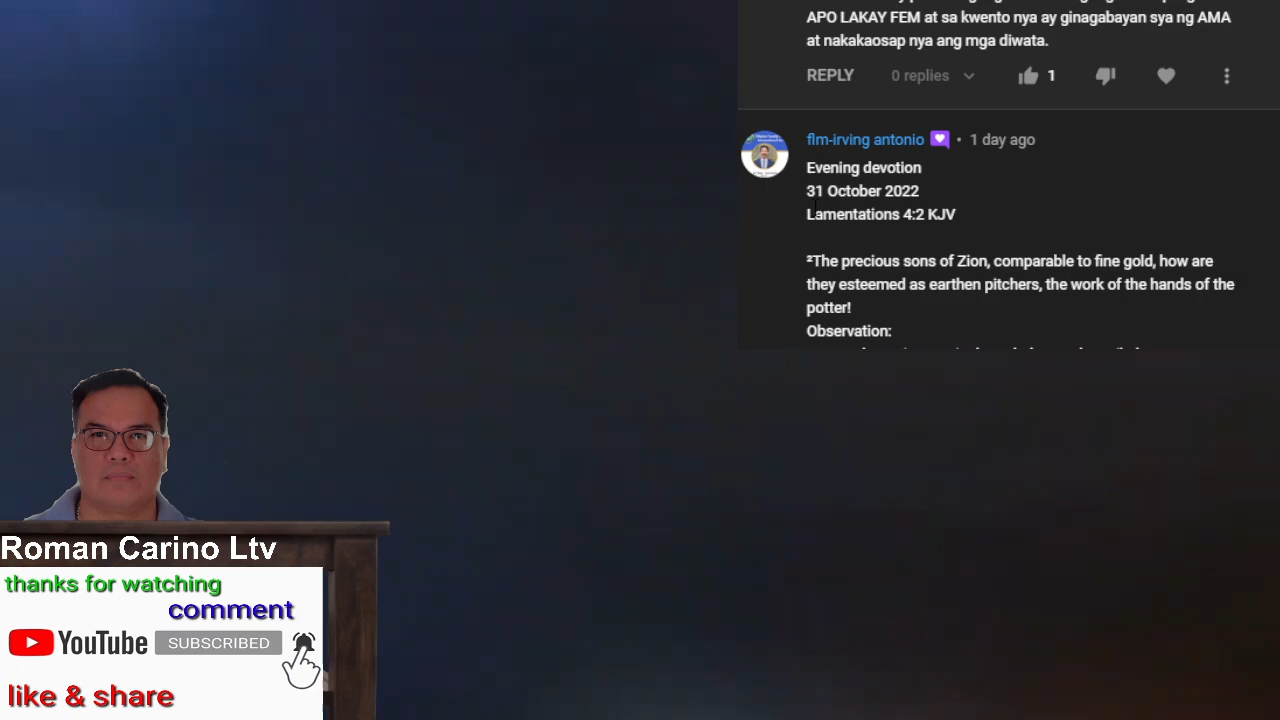 APO LAKAY FEM at sa kwento nya ay ginagabayan sya ng AMA
at nakakaosap nya ang mga diwata.
REPLY 0 replies 1
flm-irving antonio • 1 day ago
Evening devotion
31 October 2022
Lamentations 4:2 KJV
²The precious sons of Zion, comparable to fine gold, how are
they esteemed as earthen pitchers, the work of the hands of the
potter!
Observation:
Roman Carino Ltv
thanks for watching
comment
YouTube SUBSCRIBED
like & share